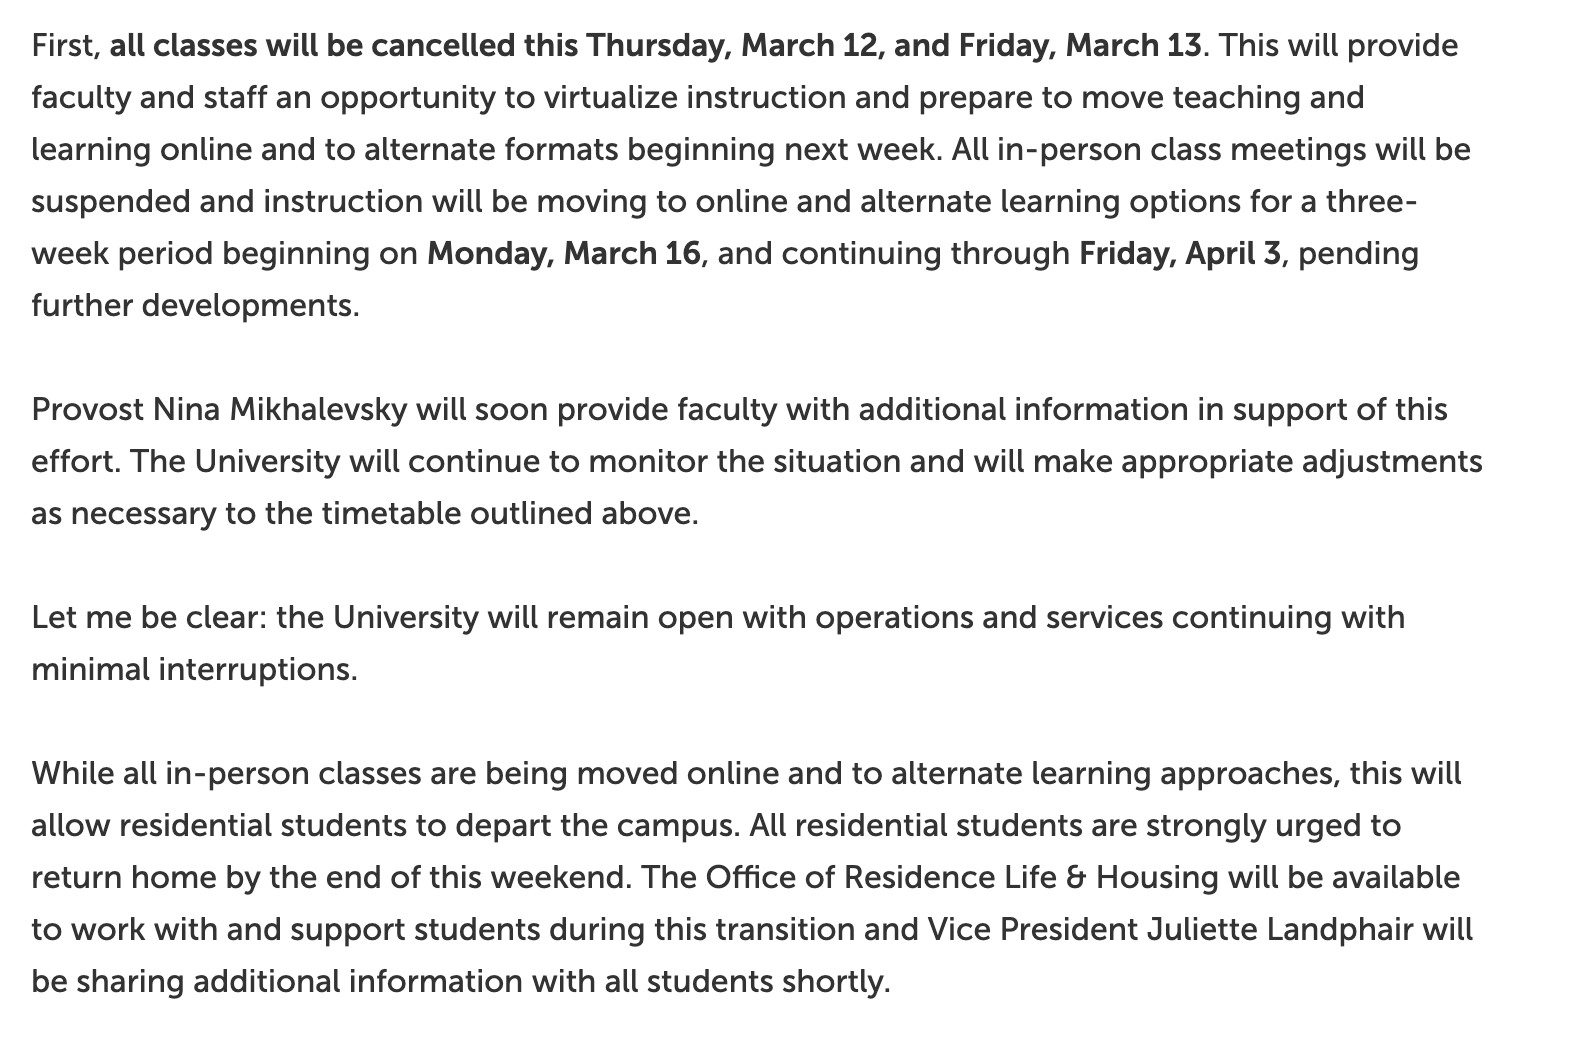 First, all classes will be cancelled this Thursday, March 12, and Friday, March 13. This will provide
faculty and staff an opportunity to virtualize instruction and prepare to move teaching and
learning online and to alternate formats beginning next week. All in-person class meetings will be
suspended and instruction will be moving to online and alternate learning options for a three-
week period beginning on Monday, March 16, and continuing through Friday, April 3, pending
further developments.
Provost Nina Mikhalevsky will soon provide faculty with additional information in support of this
effort. The University will continue to monitor the situation and will make appropriate adjustments
as necessary to the timetable outlined above.
Let me be clear: the University will remain open with operations and services continuing with
minimal interruptions.
While all in-person classes are being moved online and to alternate learning approaches, this will
allow residential students to depart the campus. All residential students are strongly urged to
return home by the end of this weekend. The Office of Residence Life & Housing will be available
to work with and support students during this transition and Vice President Juliette Landphair will
be sharing additional information with all students shortly.